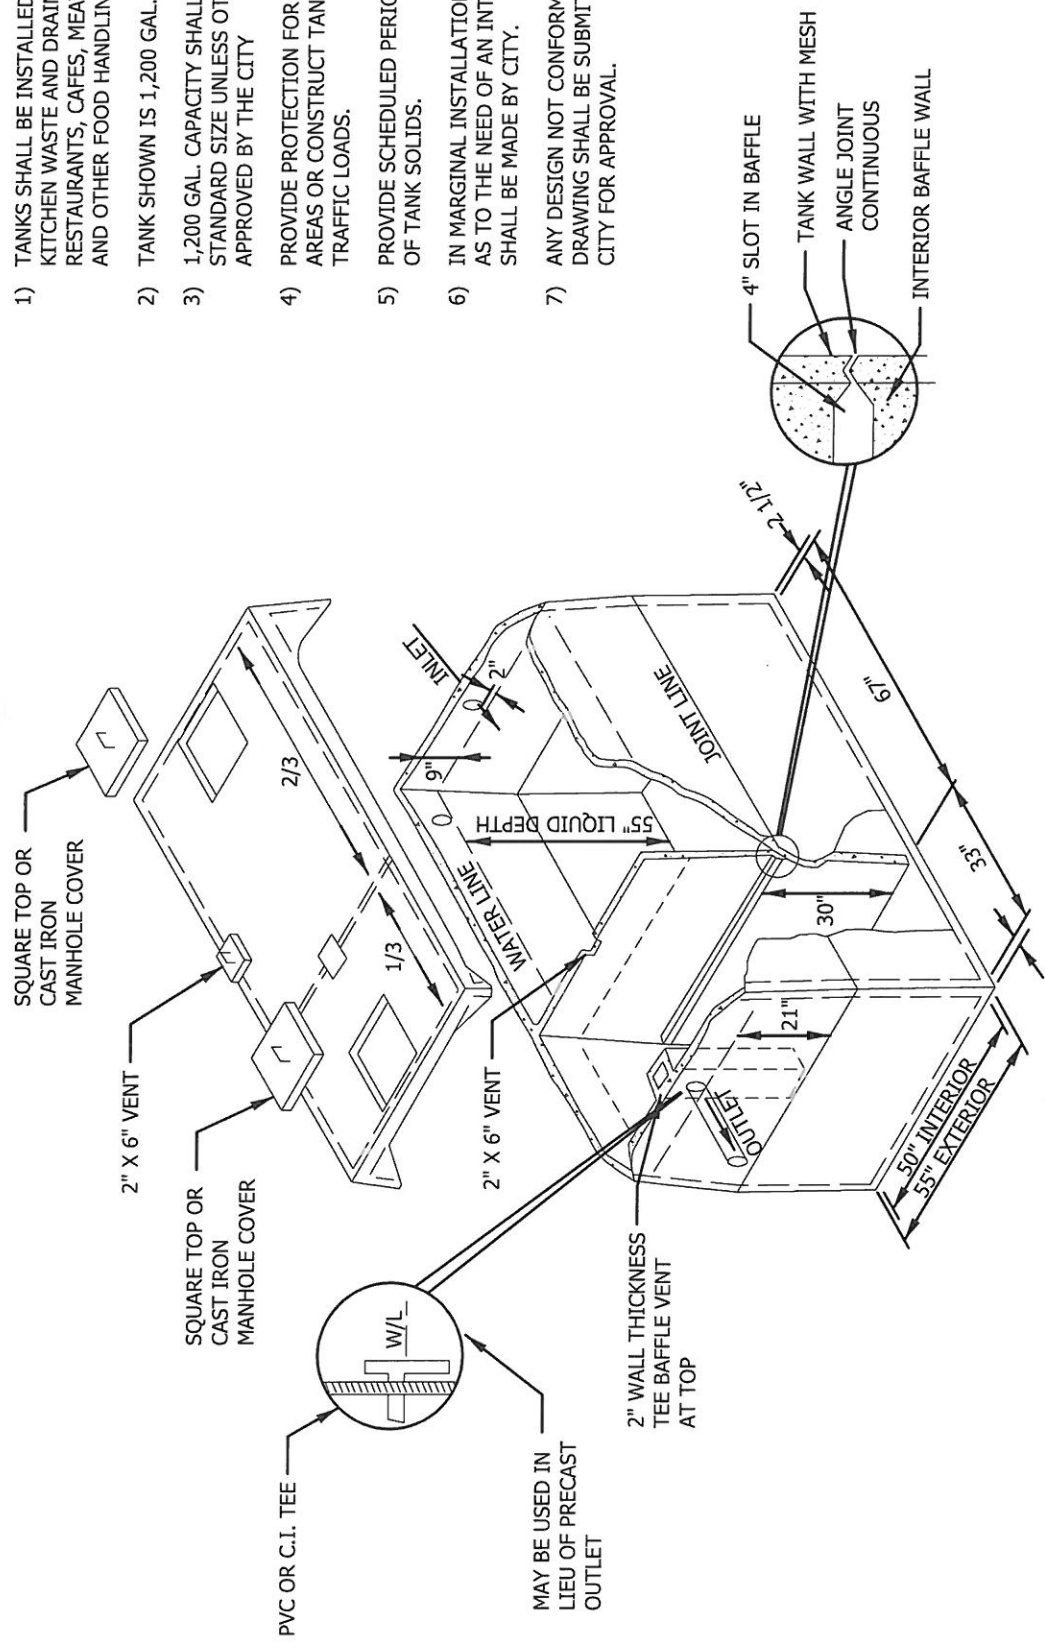 1) TANKS SHALL BE INSTALLED
KITCHEN WASTE AND DRAIN
RESTAURANTS, CAFES, MEA
AND OTHER FOOD HANDLIN
2) TANK SHOWN IS 1,200 GAL.
3) 1,200 GAL. CAPACITY SHALL
STANDARD SIZE UNLESS OT
APPROVED BY THE CITY
4) PROVIDE PROTECTION FOR
AREAS OR CONSTRUCT TAN
TRAFFIC LOADS.
5) PROVIDE SCHEDULED PERIO
OF TANK SOLIDS.
6) IN MARGINAL INSTALLATION
AS TO THE NEED OF AN INT
SHALL BE MADE BY CITY.
7) ANY DESIGN NOT CONFORM
DRAWING SHALL BE SUBMIT
CITY FOR APPROVAL.
SQUARE TOP OR
CAST IRON
MANHOLE COVER
2" X 6" VENT
SQUARE TOP OR
CAST IRON
MANHOLE COVER
2/3
1/3
PVC OR C.I. TEE
W/L
MAY BE USED IN
LIEU OF PRECAST
OUTLET
2" X 6" VENT
2" WALL THICKNESS
TEE BAFFLE VENT
AT TOP
INLET
2"
9"
WATER LINE
55" LIQUID DEPTH
JOINT LINE
30"
21"
OUTLET
50" INTERIOR
55" EXTERIOR
33"
67"
2 1/2"
4" SLOT IN BAFFLE
TANK WALL WITH MESH
ANGLE JOINT
CONTINUOUS
INTERIOR BAFFLE WALL